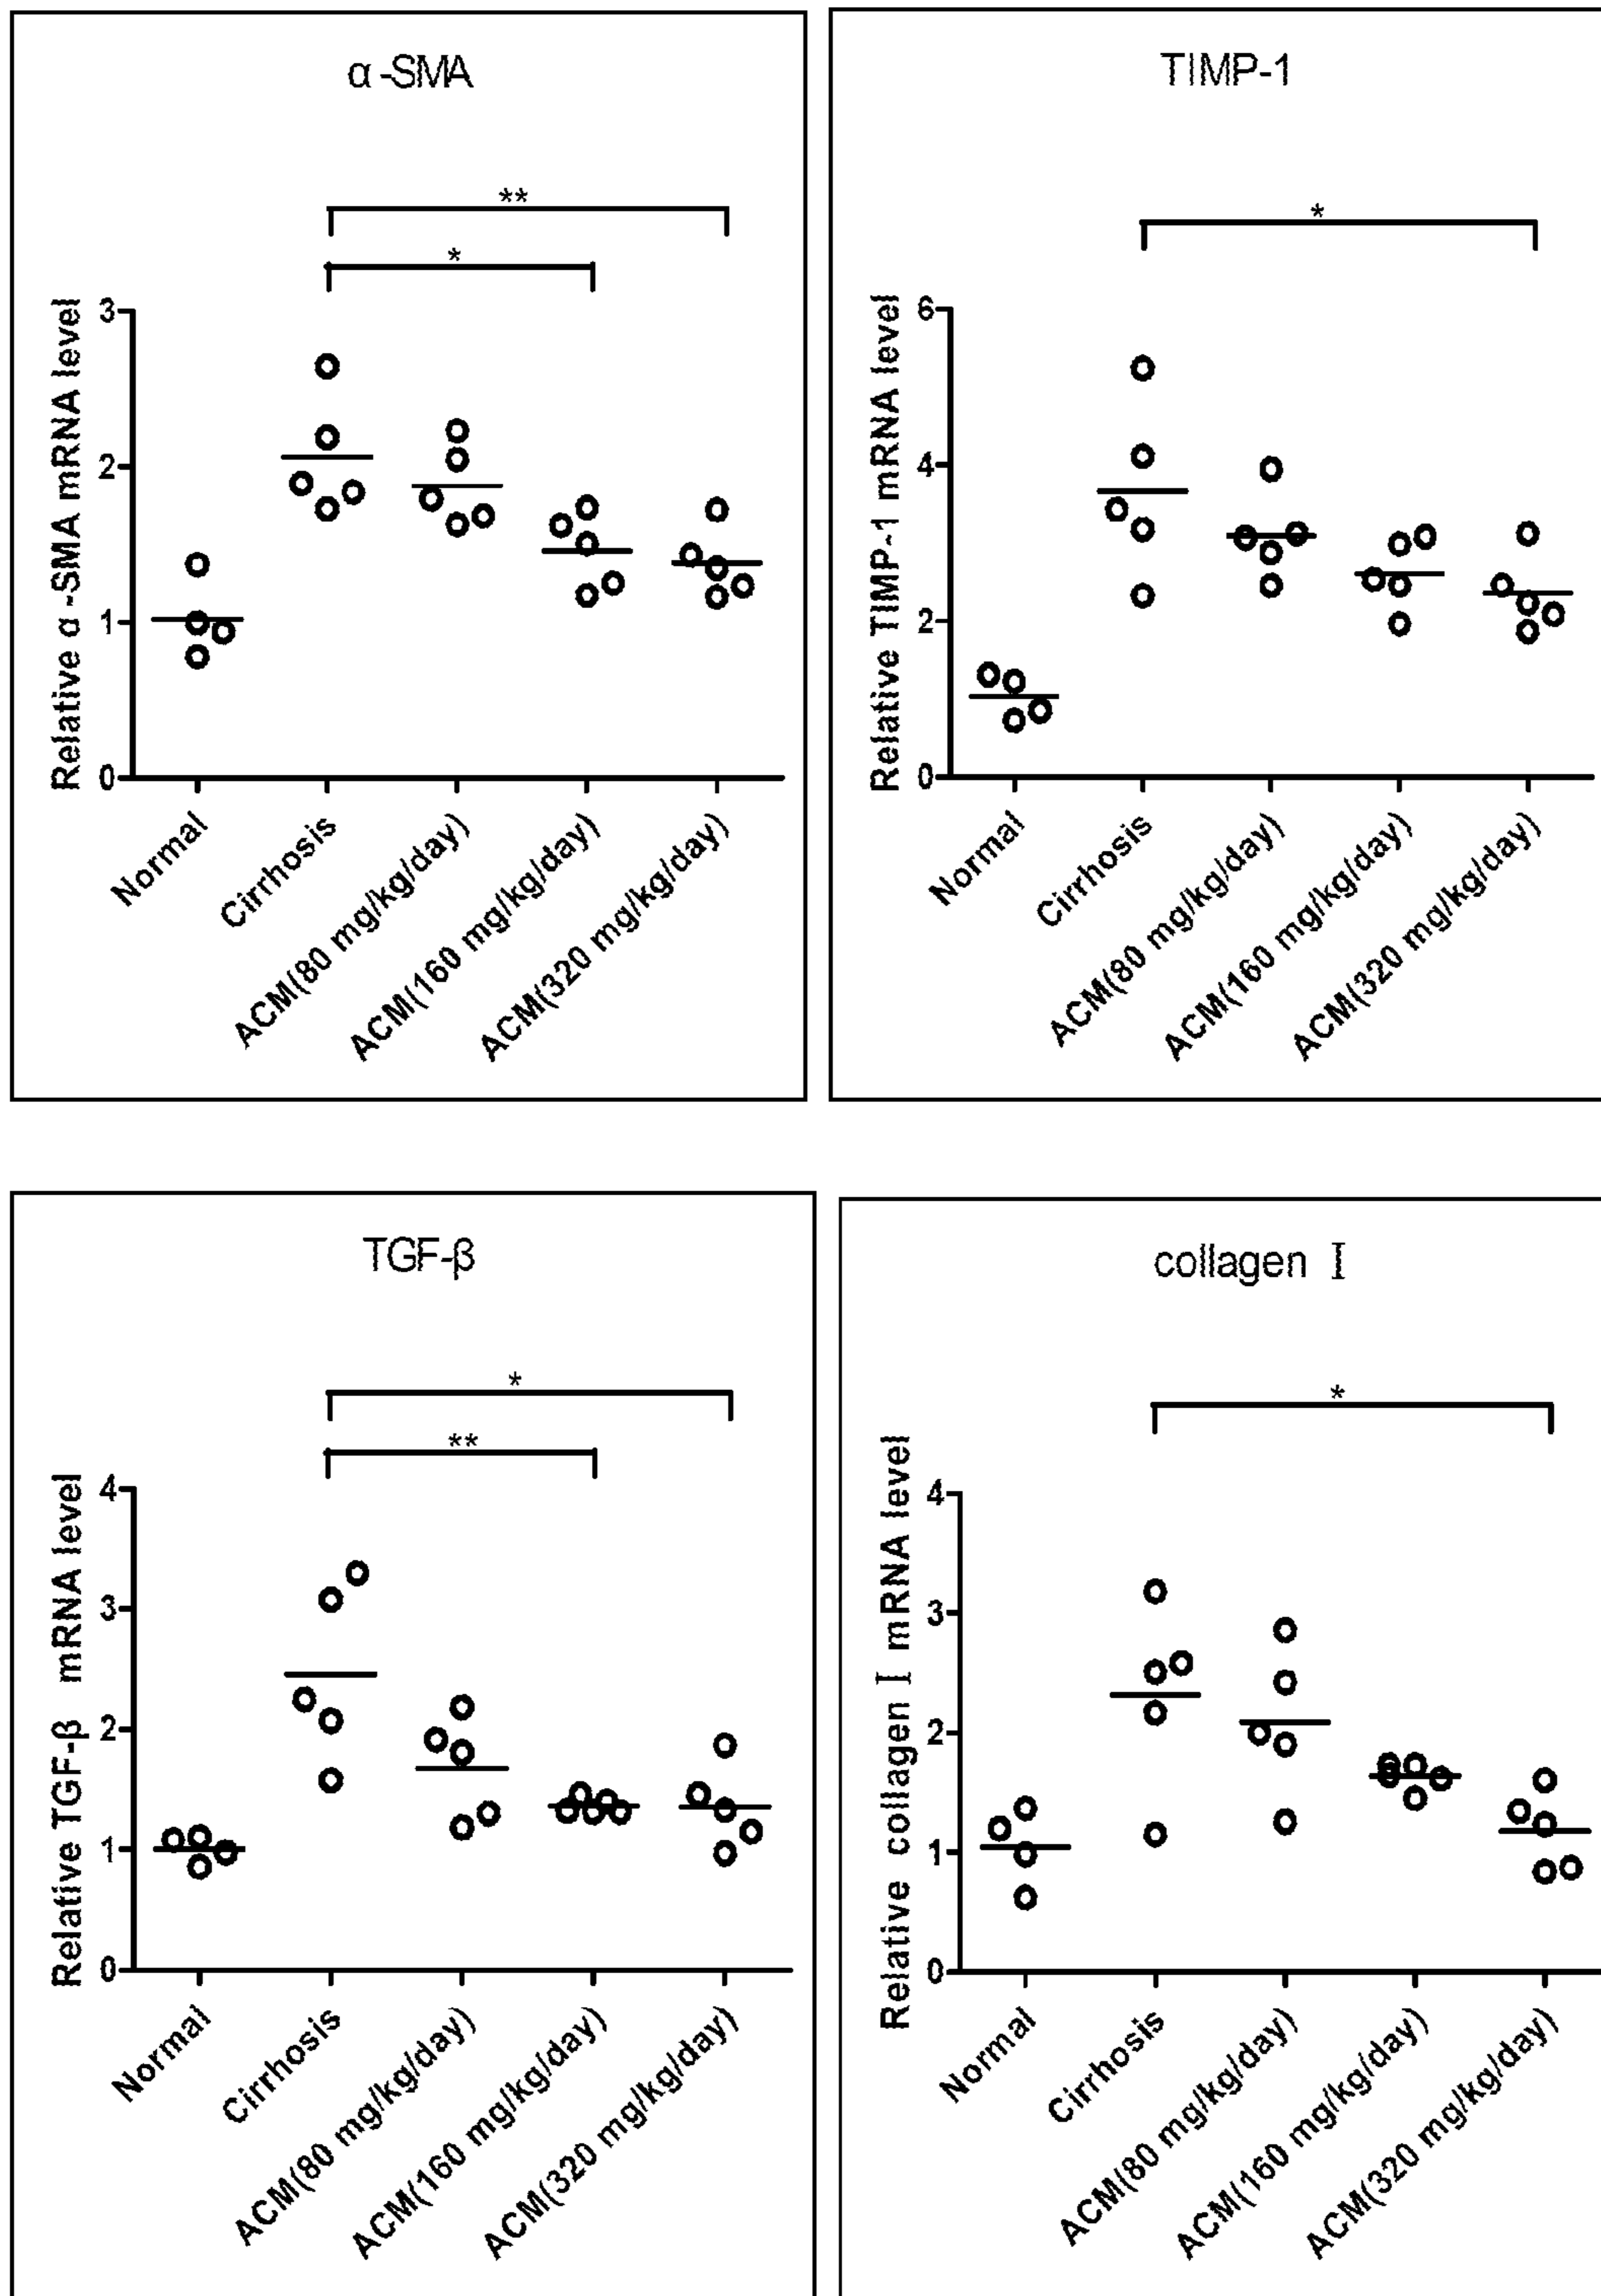 α-SMA
**
*
Relative α-SMA mRNA level
3
2
1
0
Normal
Cirrhosis
ACM(80 mg/kg/day)
ACM(160 mg/kg/day)
ACM(320 mg/kg/day)
TIMP-1
*
Relative TIMP-1 mRNA level
6
4
2
0
Normal
Cirrhosis
ACM(80 mg/kg/day)
ACM(160 mg/kg/day)
ACM(320 mg/kg/day)
TGF-β
*
**
Relative TGF-β mRNA level
4
3
2
1
0
Normal
Cirrhosis
ACM(80 mg/kg/day)
ACM(160 mg/kg/day)
ACM(320 mg/kg/day)
collagen Ⅰ
*
Relative collagen Ⅰ mRNA level
4
3
2
1
0
Normal
Cirrhosis
ACM(80 mg/kg/day)
ACM(160 mg/kg/day)
ACM(320 mg/kg/day)